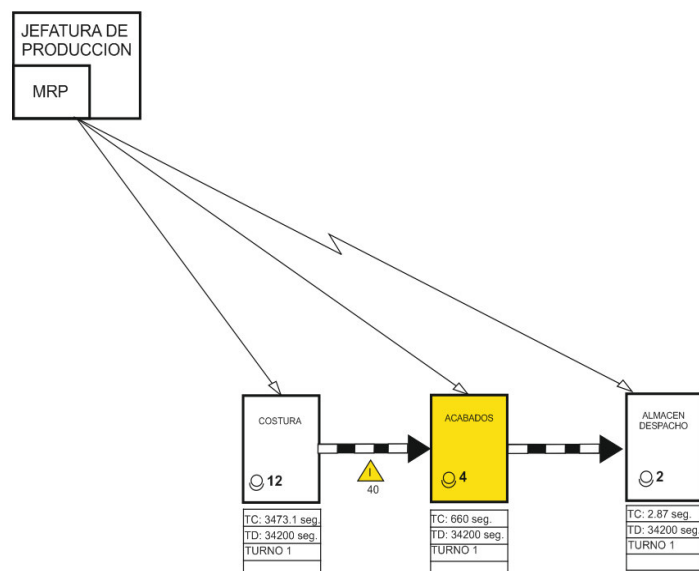 JEFATURA DE
PRODUCCION
MRP
COSTURA
12
I
40
TC: 3473.1 seg.
TD: 34200 seg.
TURNO 1
ACABADOS
4
TC: 660 seg.
TD: 34200 seg.
TURNO 1
ALMACEN
DESPACHO
2
TC: 2.87 seg.
TD: 34200 seg.
TURNO 1